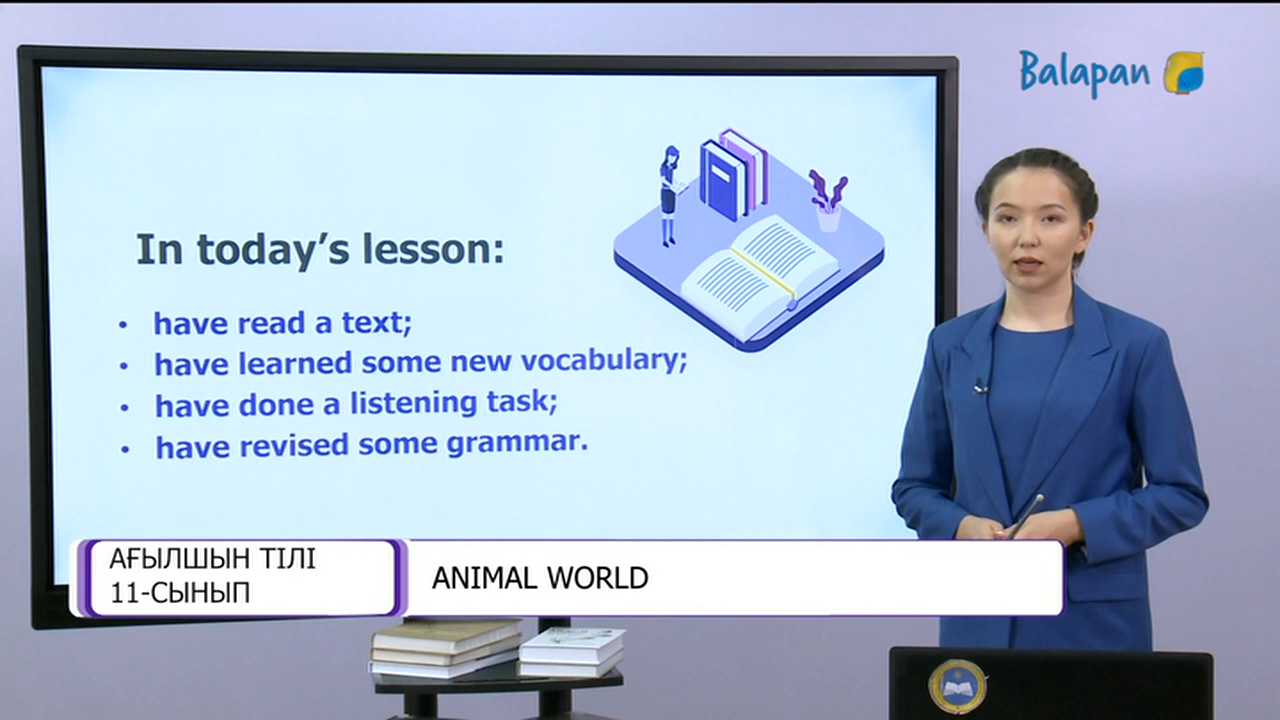 Balapan
In today's lesson:
• have read a text;
• have learned some new vocabulary;
• have done a listening task;
• have revised some grammar.
АҒЫЛШЫН ТІЛІ
11-СЫНЫП
ANIMAL WORLD